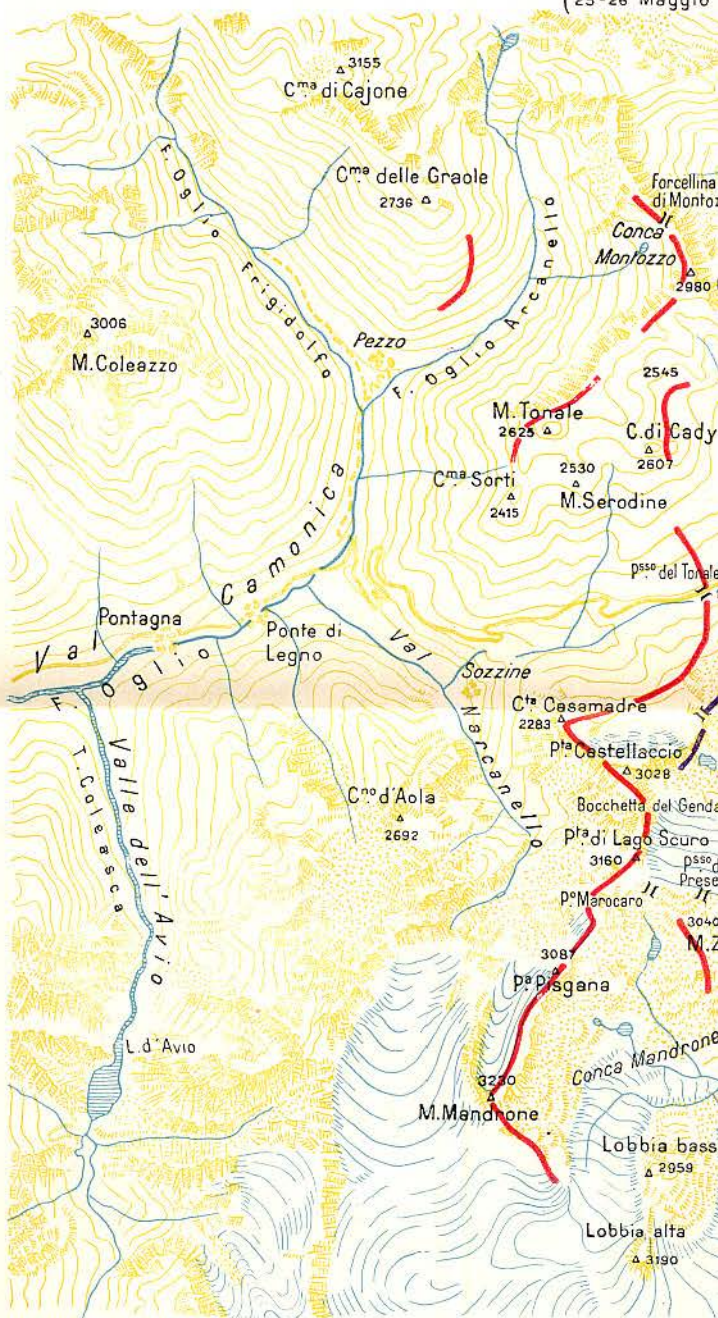 (25-26 Maggio
3155
C.ma di Cajone
C.ma delle Graole
2736
F. Oglio Frigidolfo
F. Oglio Arcanello
Forcellina
di Montoz
Conca
Montozzo
2980
3006
M. Coleazzo
Pezzo
2545
M. Tonale
2625
C. di Cady
2607
C.ma Sorti
2415
2530
M. Serodine
P.sso del Tonale
Val Camonica
Pontagna
F. Oglio
Ponte di
Legno
Val Narcanello
Sozzine
C.ta Casamadre
2283
P.ta Castellaccio
3028
Valle dell'Avio
T. Coleasca
C.no d'Aola
2692
Bocchetta del Genda
P.ta di Lago Scuro
3160
P.sso d
Prese
P.o Marocaro
3040
M. Z
3087
P.a Pisgana
L. d'Avio
Conca Mandrone
3230
M. Mandrone
Lobbia bass
2959
Lobbia alta
3190